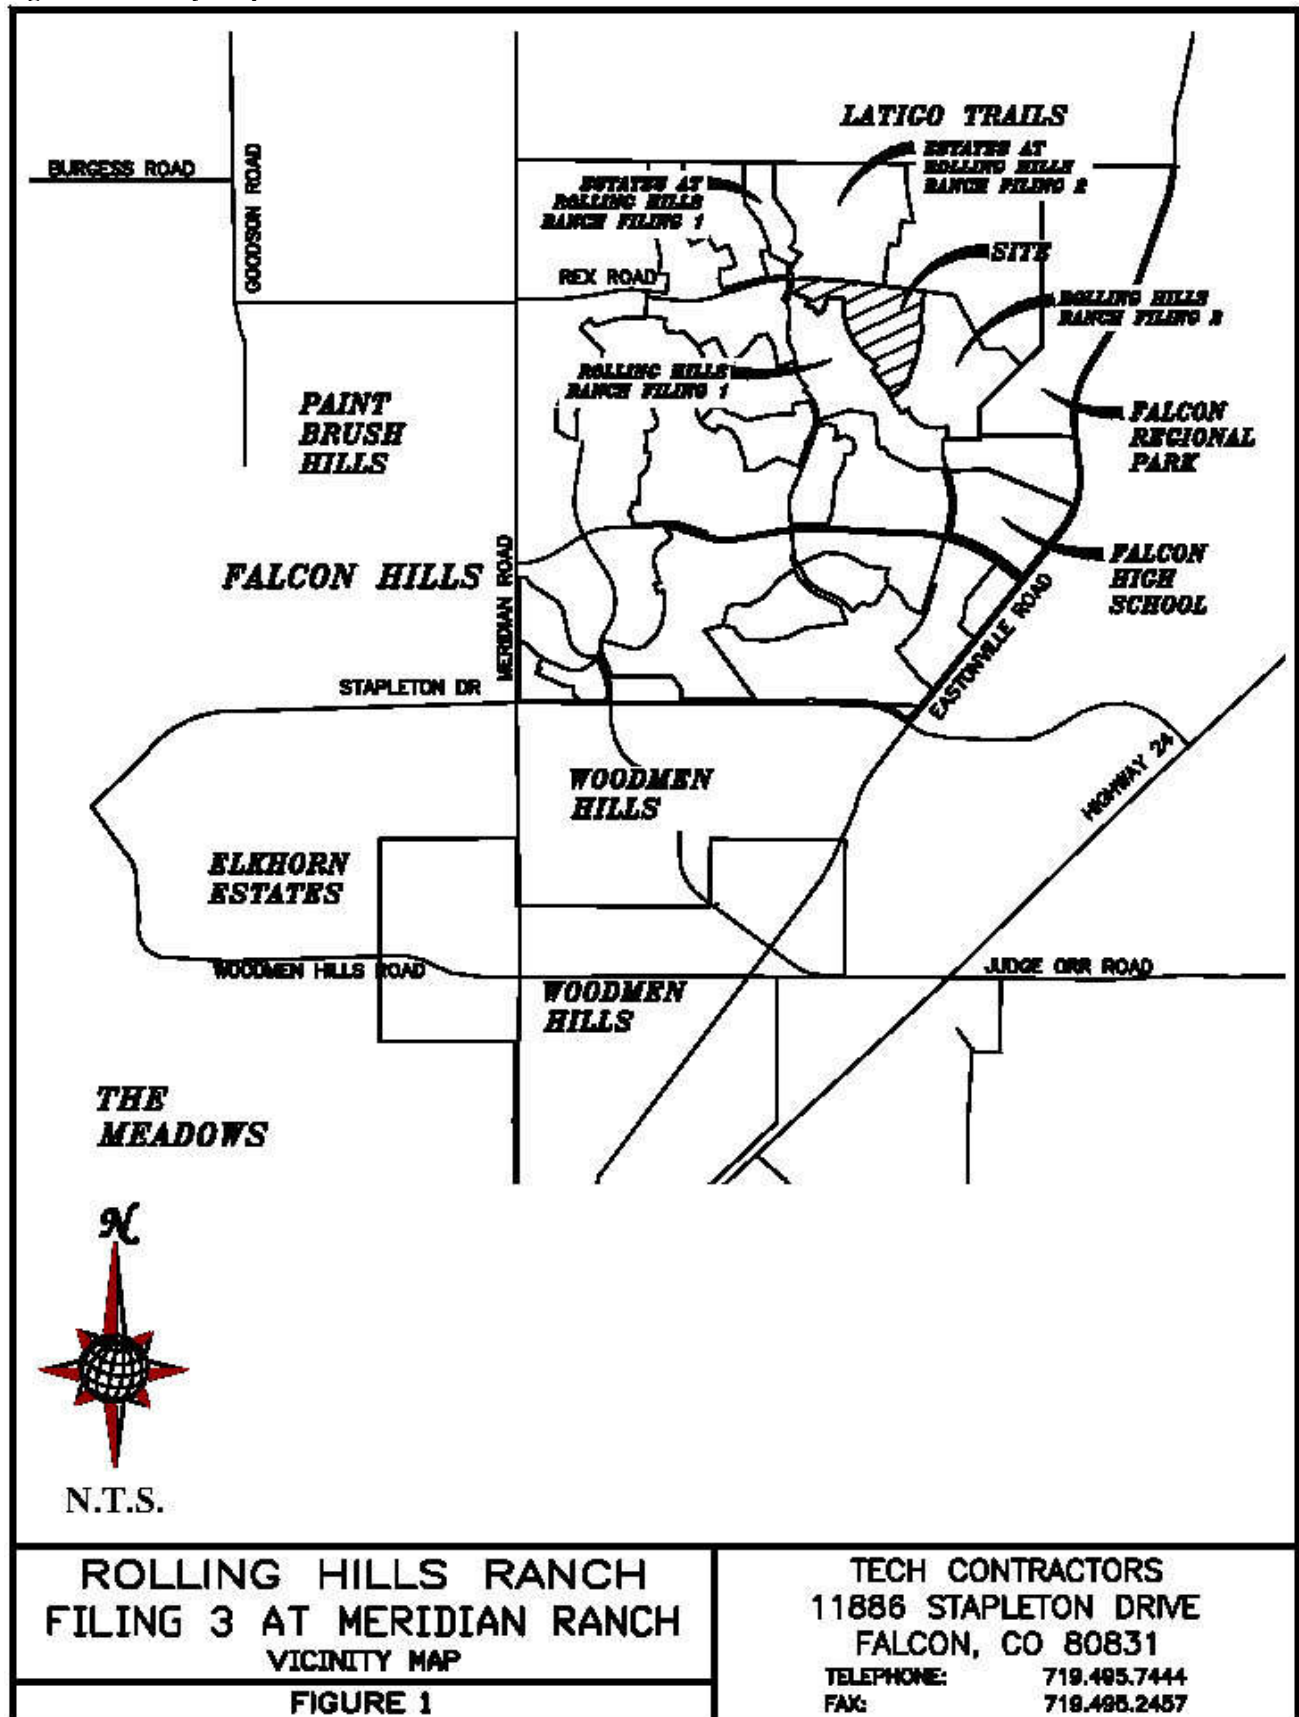 LATIGO TRAILS
ESTATES AT
ROLLING HILLS
RANCH FILING 2
BURGESS ROAD
GOODSON ROAD
ESTATES AT
ROLLING HILLS
RANCH FILING 1
SITE
REX ROAD
ROLLING HILLS
RANCH FILING 2
ROLLING HILLS
RANCH FILING 1
PAINT
BRUSH
HILLS
FALCON
REGIONAL
PARK
FALCON HILLS
MERIDIAN ROAD
FALCON
HIGH
SCHOOL
EASTONVILLE ROAD
STAPLETON DR
HIGHWAY 24
WOODMEN
HILLS
ELKHORN
ESTATES
WOODMEN HILLS ROAD
JUDGE ORR ROAD
WOODMEN
HILLS
THE
MEADOWS
N
N.T.S.
ROLLING HILLS RANCH
FILING 3 AT MERIDIAN RANCH
VICINITY MAP
FIGURE 1
TECH CONTRACTORS
11886 STAPLETON DRIVE
FALCON, CO 80831
TELEPHONE: 719.495.7444
FAX: 719.495.2457